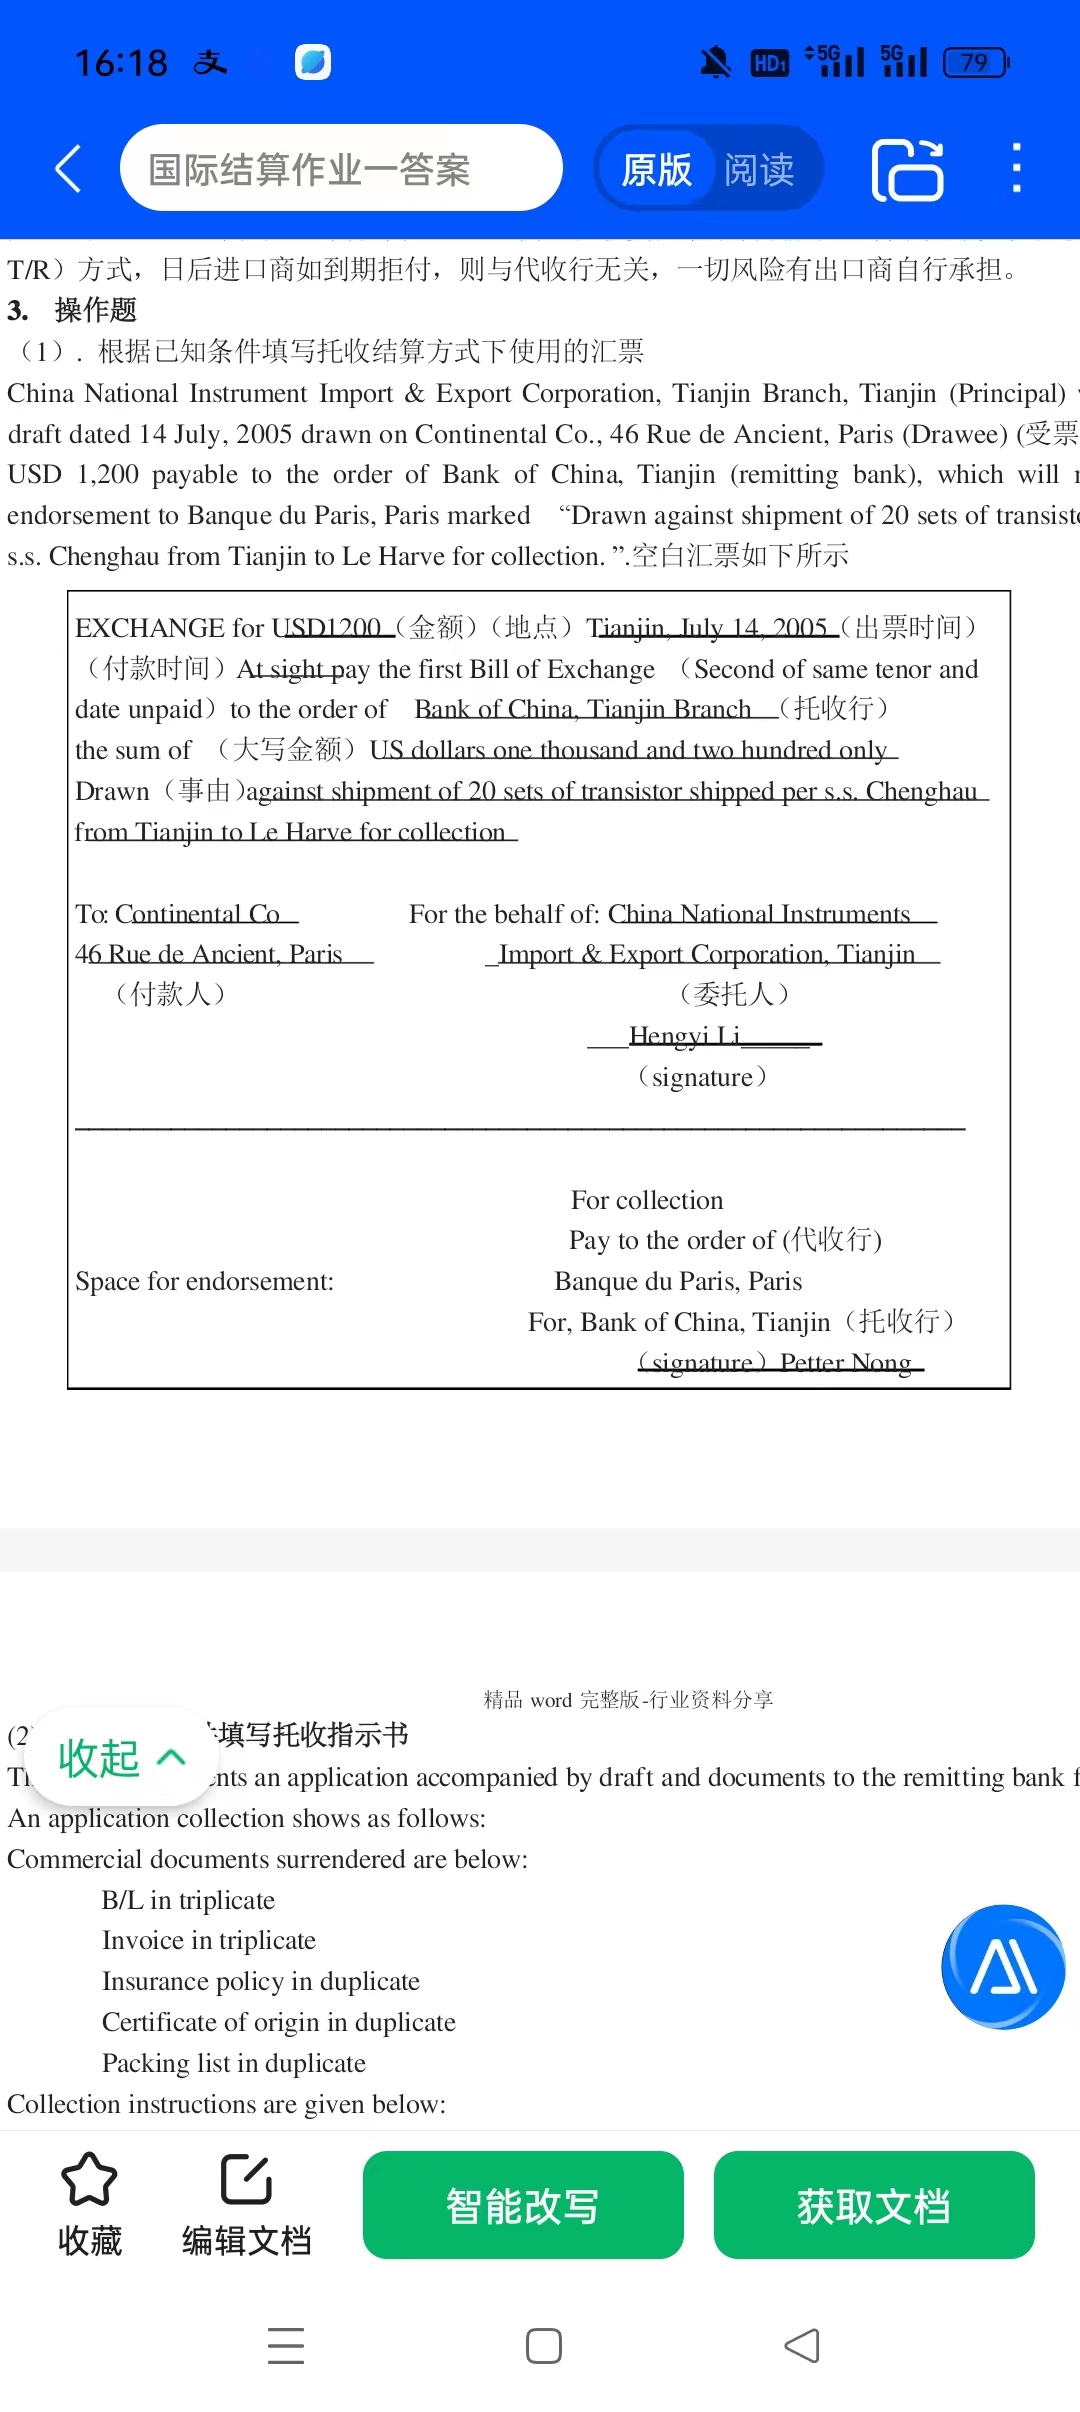 16:18 支 HD1 5G 5G 79
国际结算作业一答案 原版 阅读
T/R）方式，日后进口商如到期拒付，则与代收行无关，一切风险有出口商自行承担。
3. 操作题
（1）. 根据已知条件填写托收结算方式下使用的汇票
China National Instrument Import & Export Corporation, Tianjin Branch, Tianjin (Principal)
draft dated 14 July, 2005 drawn on Continental Co., 46 Rue de Ancient, Paris (Drawee) (受票
USD 1,200 payable to the order of Bank of China, Tianjin (remitting bank), which will
endorsement to Banque du Paris, Paris marked “Drawn against shipment of 20 sets of transist
s.s. Chenghau from Tianjin to Le Harve for collection. ”.空白汇票如下所示
EXCHANGE for USD1200（金额）（地点）Tianjin, July 14, 2005（出票时间）
（付款时间）At sight pay the first Bill of Exchange （Second of same tenor and
date unpaid）to the order of Bank of China, Tianjin Branch （托收行）
the sum of （大写金额）US dollars one thousand and two hundred only
Drawn（事由)against shipment of 20 sets of transistor shipped per s.s. Chenghau
from Tianjin to Le Harve for collection
To: Continental Co For the behalf of: China National Instruments
46 Rue de Ancient, Paris _Import & Export Corporation, Tianjin
（付款人） （委托人）
___Hengyi Li_____
（signature）
For collection
Pay to the order of (代收行)
Space for endorsement: Banque du Paris, Paris
For, Bank of China, Tianjin（托收行）
（signature）Petter Nong
精品 word 完整版-行业资料分享
(2 填写托收指示书
收起
nts an application accompanied by draft and documents to the remitting bank
An application collection shows as follows:
Commercial documents surrendered are below:
B/L in triplicate
Invoice in triplicate
Insurance policy in duplicate
Certificate of origin in duplicate
Packing list in duplicate
Collection instructions are given below:
收藏 编辑文档 智能改写 获取文档